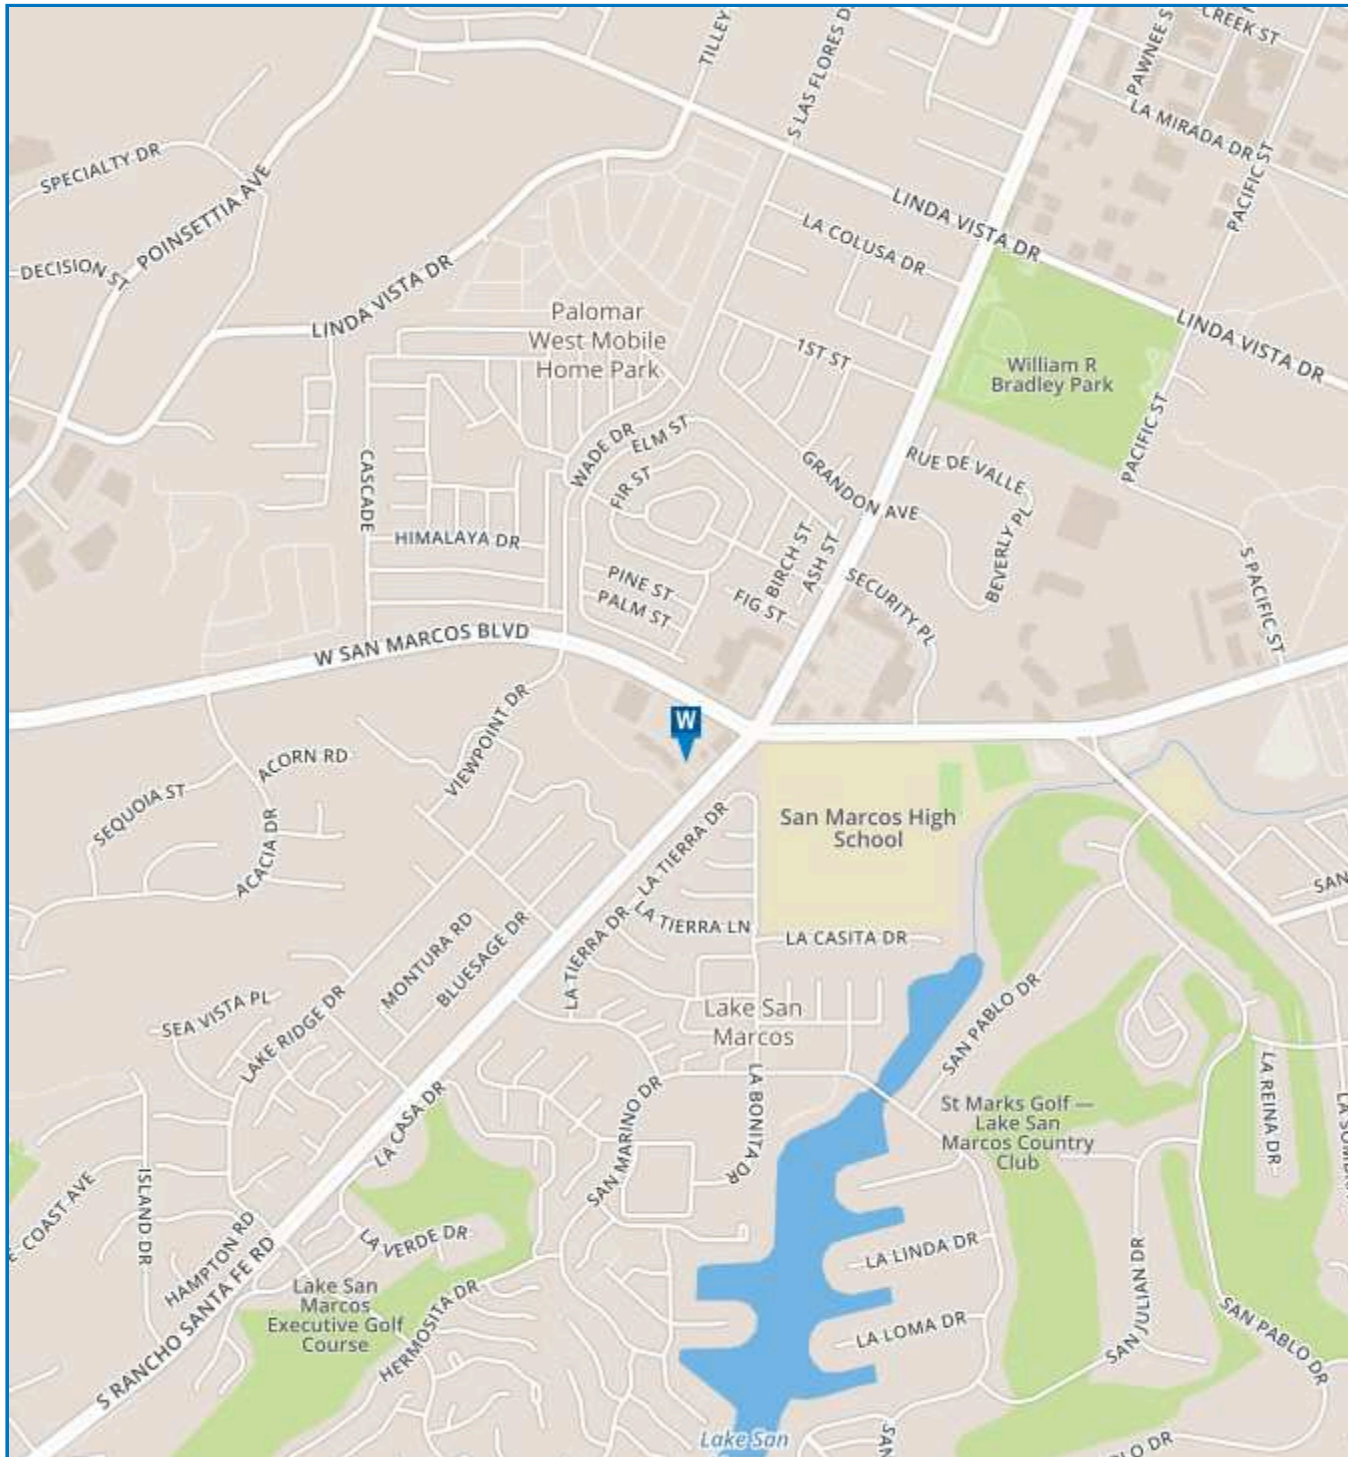 CREEK ST
PAWNEE S
TILLEY
S LAS FLORES D
LA MIRADA DR
PACIFIC ST
SPECIALTY DR
POINSETTIA AVE
DECISION ST
LINDA VISTA DR
LA COLUSA DR
LINDA VISTA DR
LINDA VISTA DR
Palomar
West Mobile
Home Park
1ST ST
William R
Bradley Park
PACIFIC ST
WADE DR
ELM ST
FIR ST
GRANDON AVE
RUE DE VALLE
BEVERLY PL
CASCADE
HIMALAYA DR
PINE ST
PALM ST
BIRCH ST
ASH ST
FIG ST
SECURITY PL
S PACIFIC ST
W SAN MARCOS BLVD
W
VIEWPOINT DR
ACORN RD
SEQUOIA ST
ACACIA DR
San Marcos High
School
LA TIERRA DR
LA TIERRA LN
LA CASITA DR
SAN
LA TIERRA DR
MONTURA RD
BLUESAGE DR
SEA VISTA PL
LAKE RIDGE DR
Lake San
Marcos
SAN PABLO DR
LA REINA DR
LA CASA DR
SAN MARINO DR
LA BONITA DR
St Marks Golf —
Lake San
Marcos Country
Club
E COAST AVE
ISLAND DR
HAMPTON RD
LA VERDE DR
LA LINDA DR
SAN JULIAN DR
Lake San
Marcos
Executive Golf
Course
HERMOSITA DR
LA LOMA DR
SAN PABLO DR
S RANCHO SANTA FE RD
Lake San
SAN
LO DR